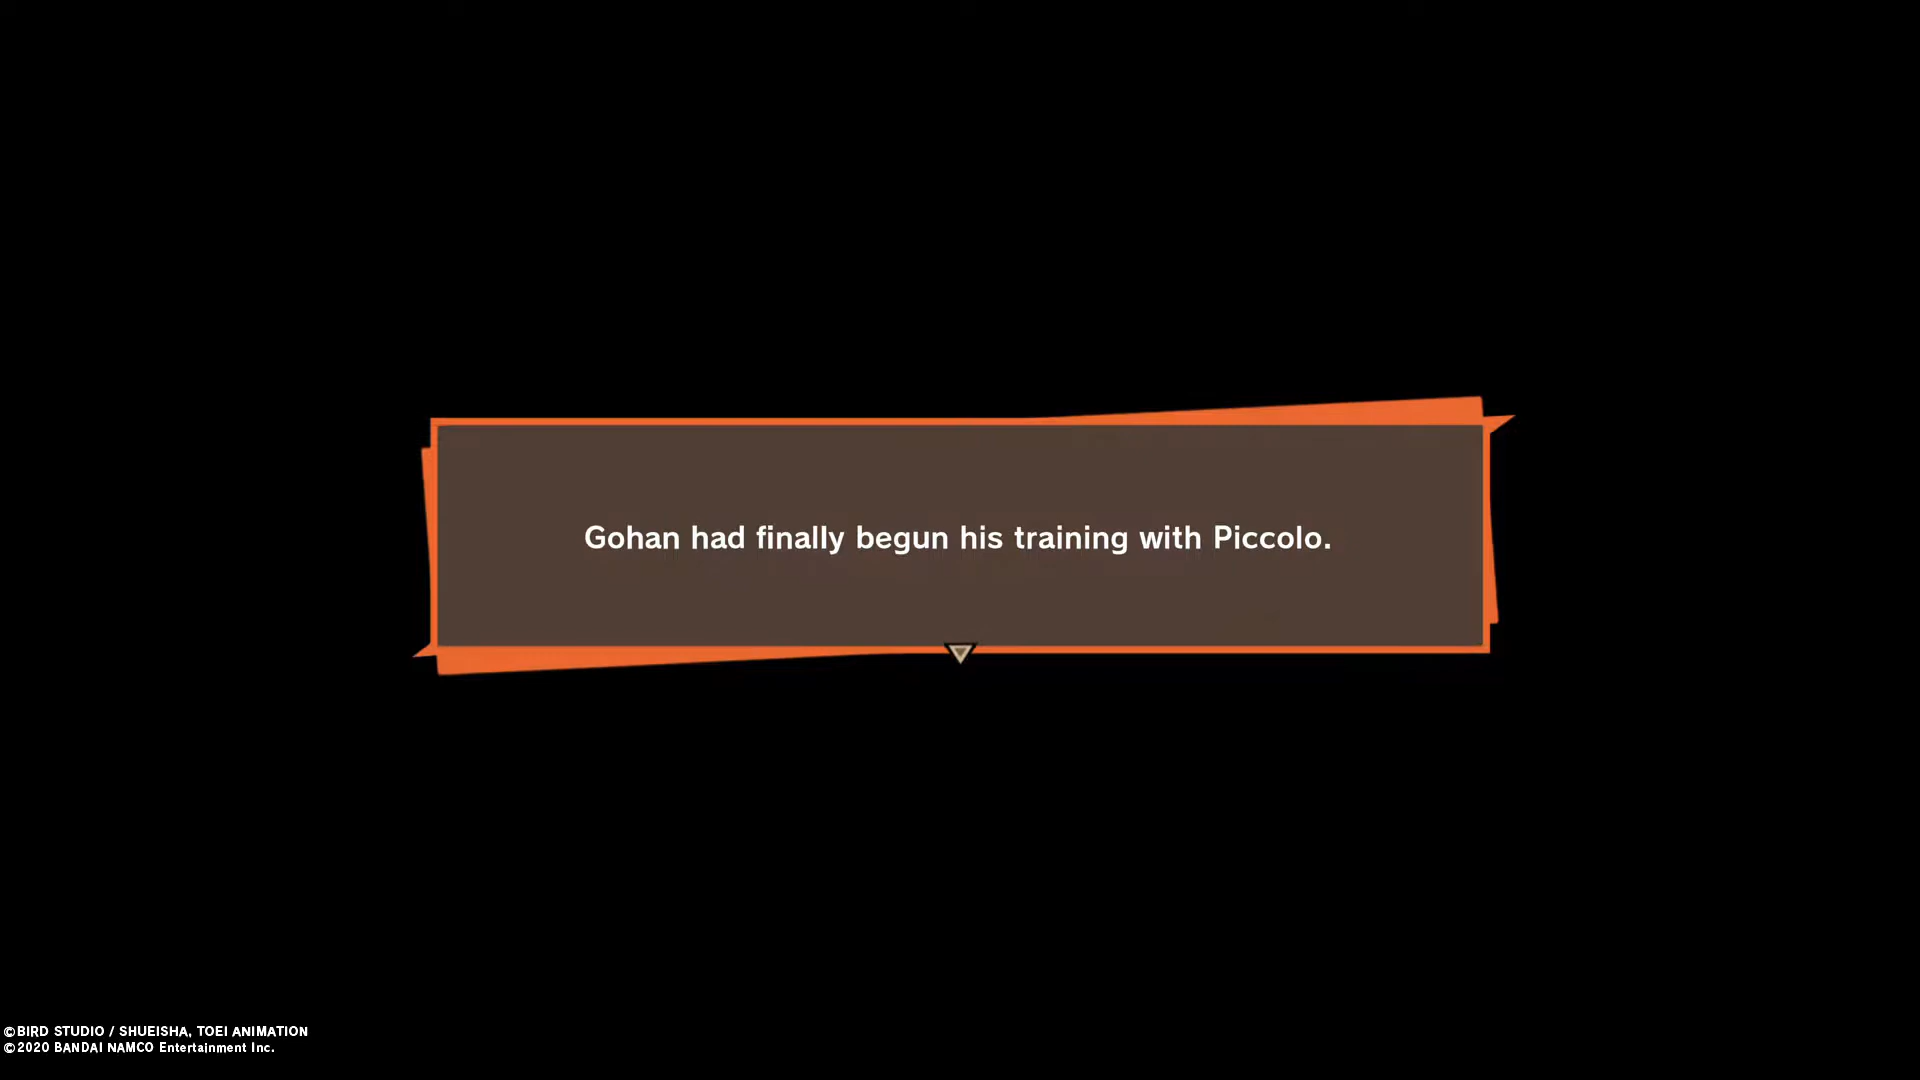 Gohan had finally begun his training with Piccolo.
©BIRD STUDIO / SHUEISHA, TOEI ANIMATION
©2020 BANDAI NAMCO Entertainment Inc.